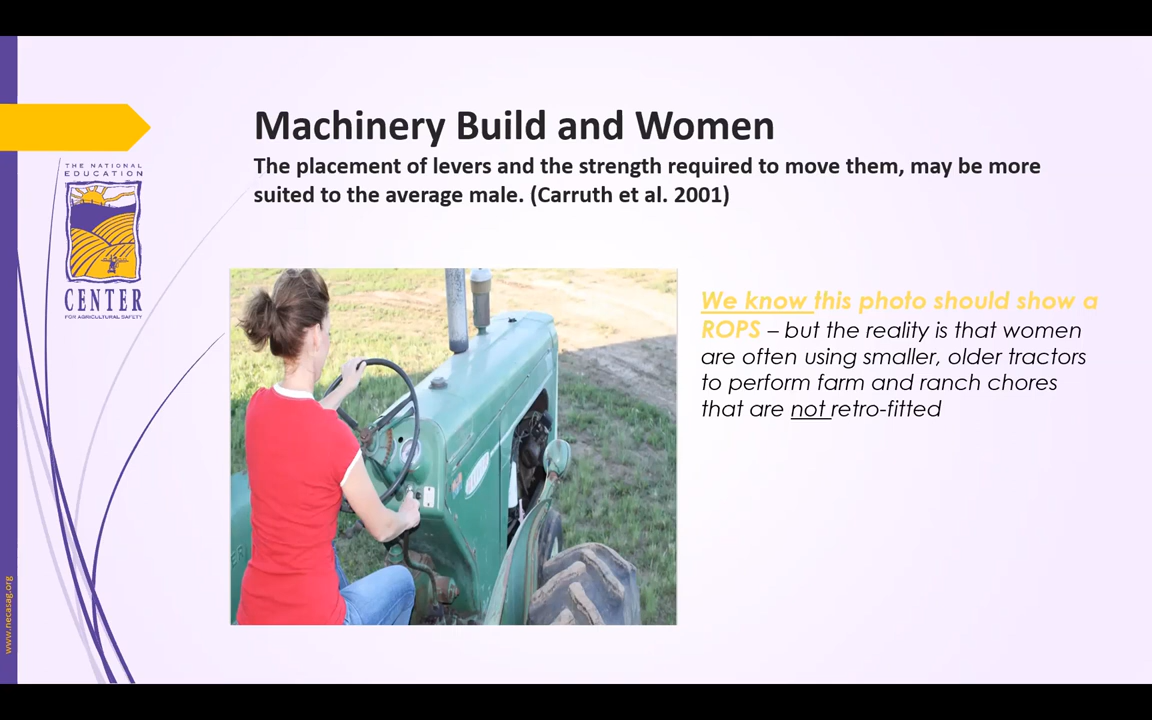 Machinery Build and Women
The placement of levers and the strength required to move them, may be more
suited to the average male. (Carruth et al. 2001)
THE NATIONAL
EDUCATION
CENTER
FOR AGRICULTURAL SAFETY
We know this photo should show a
ROPS – but the reality is that women
are often using smaller, older tractors
to perform farm and ranch chores
that are not retro-fitted
www.necasag.org